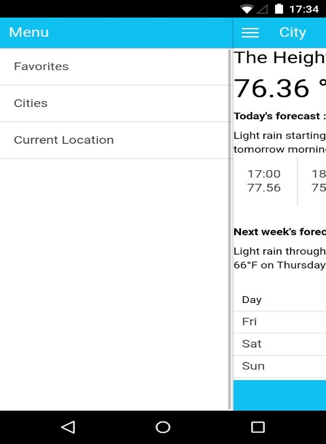 17:34
Menu
City
Favorites
Cities
Current Location
The Heigh
76.36 °
Today's forecast :
Light rain starting
tomorrow mornin
17:00
77.56
18
75
Next week's forec
Light rain through
66°F on Thursday
Day
Fri
Sat
Sun